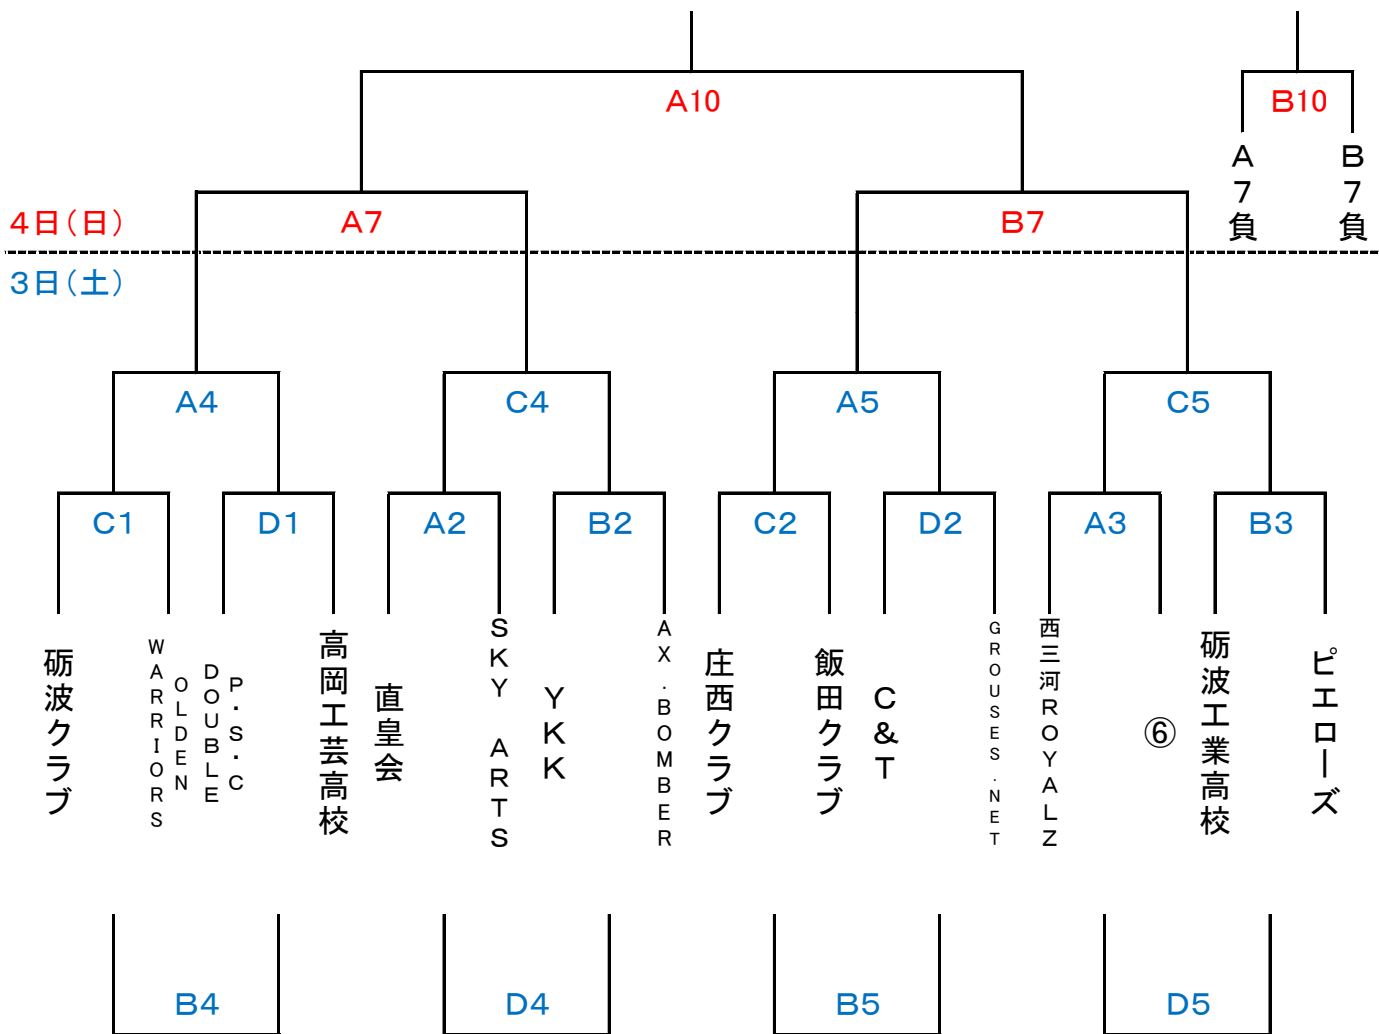 A10
B10
A7負
B7負
4日(日)
A7
B7
3日(土)
A4
C4
A5
C5
C1
D1
A2
B2
C2
D2
A3
B3
砺波クラブ
OLDEN
WARRIORS
P.S.C
DOUBLE
高岡工芸高校
直皇会
SKY ARTS
YKK
AX.BOMBER
庄西クラブ
飯田クラブ
C&T
GROUSES.NET
西三河ROYALZ
⑥
砺波工業高校
ピエローズ
B4
D4
B5
D5